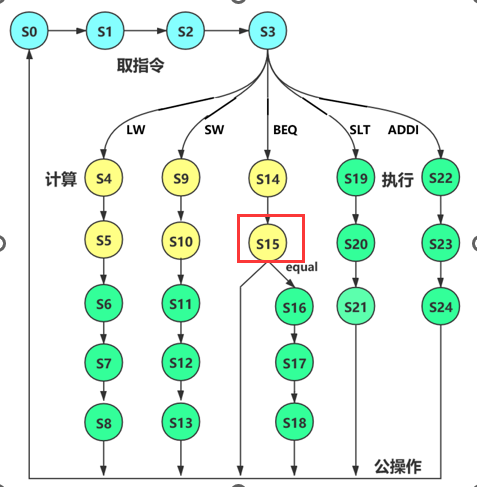 S0 S1 S2 S3
取指令
LW SW BEQ SLT ADDI
计算 S4 S9 S14 S19 执行 S22
S5 S10 S15 S20 S23
equal
S6 S11 S16 S21 S24
S7 S12 S17
S8 S13 S18
公操作